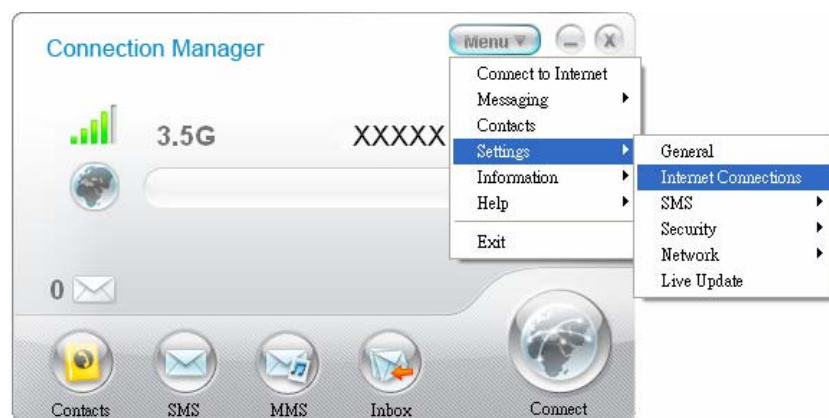 Connection Manager
Menu
Connect to Internet
Messaging
Contacts
Settings
Information
Help
Exit
General
Internet Connections
SMS
Security
Network
Live Update
3.5G
XXXXX
0
Contacts
SMS
MMS
Inbox
Connect